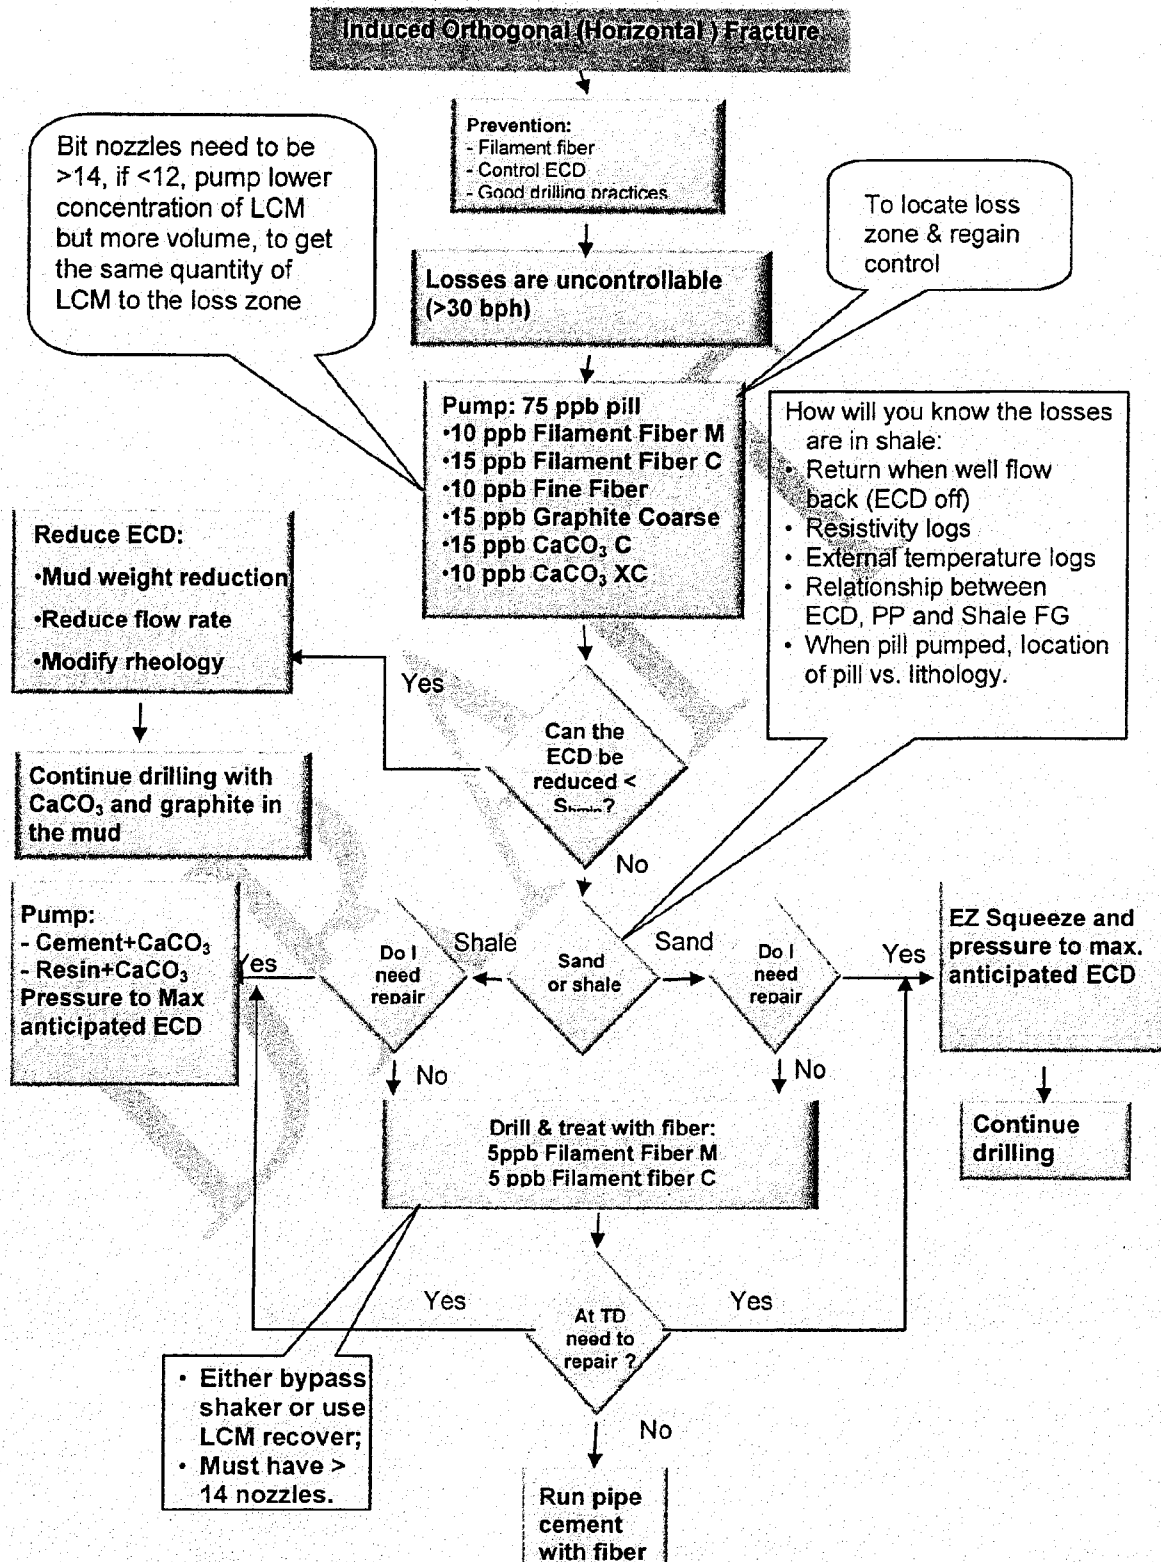 Induced Orthogonal (Horizontal ) Fracture
Prevention:
- Filament fiber
- Control ECD
- Good drilling practices
Bit nozzles need to be
>14, if <12, pump lower
concentration of LCM
but more volume, to get
the same quantity of
LCM to the loss zone
To locate loss
zone & regain
control
Losses are uncontrollable
(>30 bph)
Pump: 75 ppb pill
•10 ppb Filament Fiber M
•15 ppb Filament Fiber C
•10 ppb Fine Fiber
•15 ppb Graphite Coarse
•15 ppb CaCO₃ C
•10 ppb CaCO₃ XC
How will you know the losses
are in shale:
• Return when well flow
back (ECD off)
• Resistivity logs
• External temperature logs
• Relationship between
ECD, PP and Shale FG
• When pill pumped, location
of pill vs. lithology.
Reduce ECD:
•Mud weight reduction
•Reduce flow rate
•Modify rheology
Yes
Can the
ECD be
reduced <
?
Continue drilling with
CaCO₃ and graphite in
the mud
No
Pump:
- Cement+CaCO₃
- Resin+CaCO₃
Pressure to Max
anticipated ECD
Yes
Do I
need
repair
Shale
Sand
or shale
Sand
Do I
need
repair
Yes
EZ Squeeze and
pressure to max.
anticipated ECD
No
No
Drill & treat with fiber:
5ppb Filament Fiber M
5 ppb Filament fiber C
Continue
drilling
Yes
At TD
need to
repair ?
Yes
• Either bypass
shaker or use
LCM recover;
• Must have >
14 nozzles.
No
Run pipe
cement
with fiber